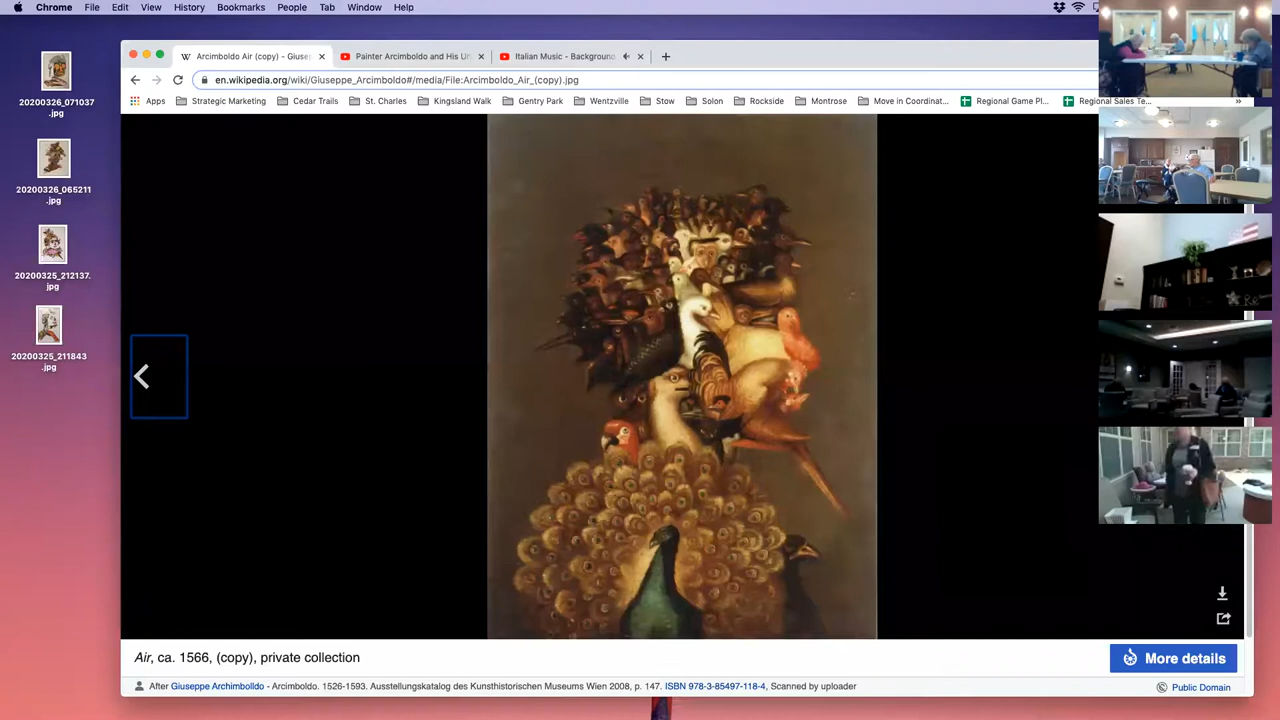 Chrome File Edit View History Bookmarks People Tab Window Help
Arcimboldo Air (copy) - Giuse
Painter Arcimboldo and His Un
Italian Music - Background
en.wikipedia.org/wiki/Giuseppe_Arcimboldo#/media/File:Arcimboldo_Air_(copy).jpg
Apps Strategic Marketing Cedar Trails St. Charles Kingsland Walk Gentry Park Wentzville Stow Solon Rockside Montrose Move in Coordinat... Regional Game Pl... Regional Sales Te...
20200326_071037
.jpg
20200326_065211
.jpg
20200325_212137.
jpg
20200325_211843
.jpg
Air, ca. 1566, (copy), private collection
More details
After Giuseppe Archimbolldo - Arcimboldo. 1526-1593. Ausstellungskatalog des Kunsthistorischen Museums Wien 2008, p. 147. ISBN 978-3-85497-118-4, Scanned by uploader
Public Domain